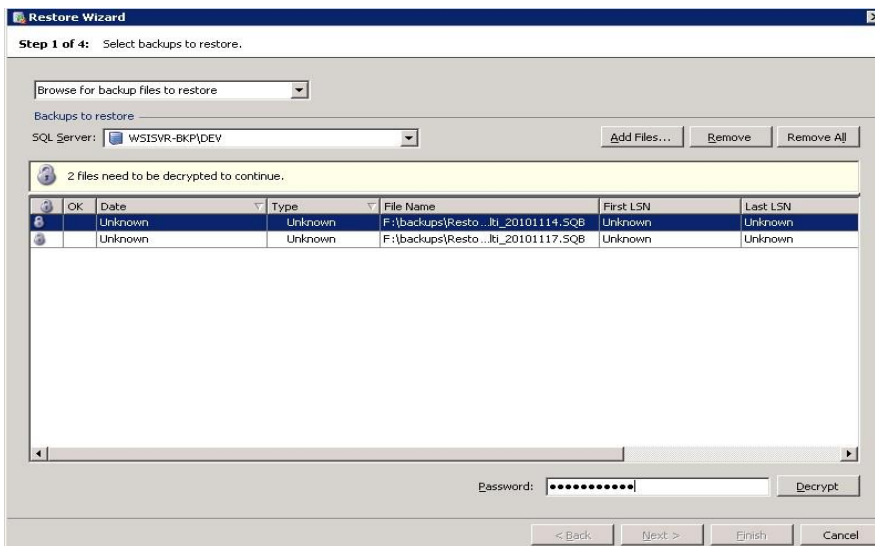 Restore Wizard
Step 1 of 4: Select backups to restore.
Browse for backup files to restore
Backups to restore
SQL Server: WSISVR-BKP\DEV
Add Files... Remove Remove All
2 files need to be decrypted to continue.
OK Date Type File Name First LSN Last LSN
Unknown Unknown F:\backups\Resto...lti_20101114.SQB Unknown Unknown
Unknown Unknown F:\backups\Resto...lti_20101117.SQB Unknown Unknown
Password: ●●●●●●●●●●● Decrypt
< Back Next > Finish Cancel